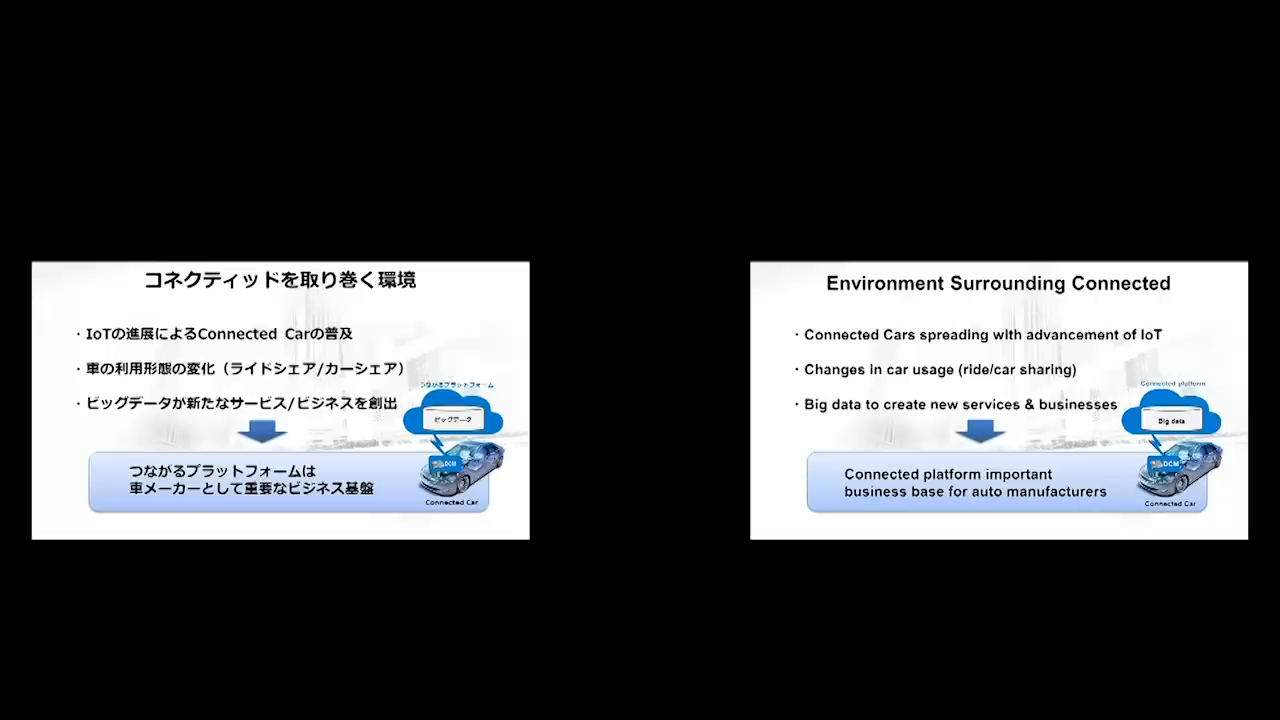 コネクティッドを取り巻く環境
・IoTの進展によるConnected Carの普及
・車の利用形態の変化（ライドシェア/カーシェア）
・ビッグデータが新たなサービス/ビジネスを創出
つながるプラットフォーム
ビッグデータ
DCM
Connected Car
つながるプラットフォームは
車メーカーとして重要なビジネス基盤
Environment Surrounding Connected
・Connected Cars spreading with advancement of IoT
・Changes in car usage (ride/car sharing)
・Big data to create new services & businesses
Connected platform
Big data
DCM
Connected Car
Connected platform important
business base for auto manufacturers